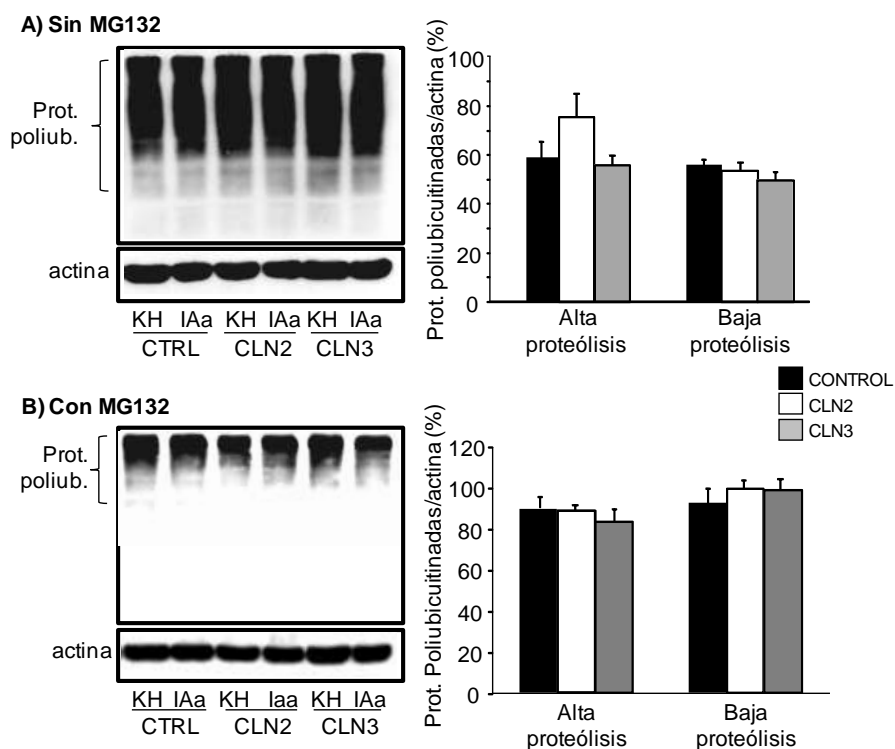 A) Sin MG132
Prot.
poliub.
actina
KH IAa KH IAa KH IAa
CTRL CLN2 CLN3
Prot. poliubicuitinadas/actina (%)
100
80
60
40
20
0
Alta
proteólisis
Baja
proteólisis
CONTROL
CLN2
CLN3
B) Con MG132
Prot.
poliub.
actina
KH IAa KH Iaa KH IAa
CTRL CLN2 CLN3
Prot. Poliubicuitinadas/actina (%)
120
100
80
60
40
20
0
Alta
proteólisis
Baja
proteólisis